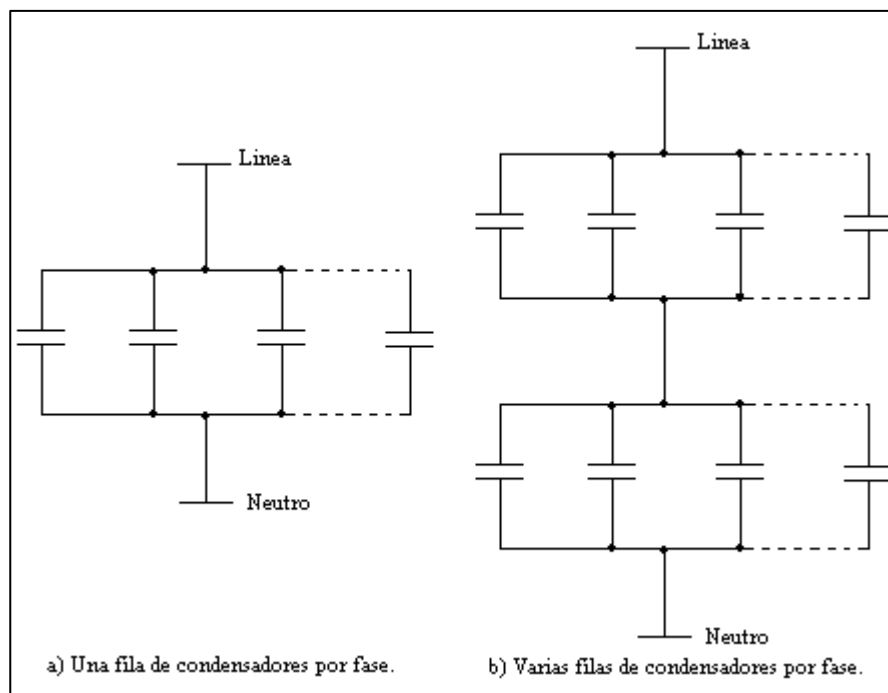 Linea
Neutro
a) Una fila de condensadores por fase.
Linea
Neutro
b) Varias filas de condensadores por fase.